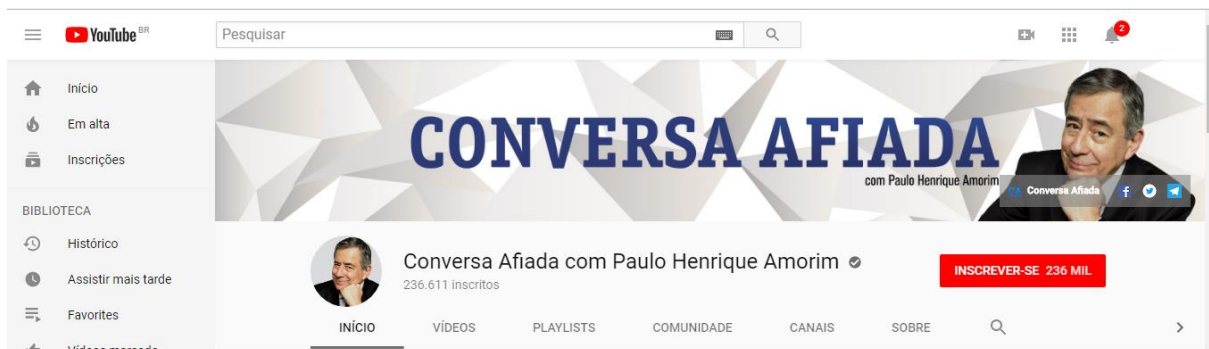 YouTube BR
Pesquisar
2
Início
Em alta
Inscrições
BIBLIOTECA
Histórico
Assistir mais tarde
Favorites
CONVERSA AFIADA
com Paulo Henrique Amorim
CA Conversa Afiada
Conversa Afiada com Paulo Henrique Amorim
236.611 inscritos
INSCREVER-SE 236 MIL
INÍCIO VÍDEOS PLAYLISTS COMUNIDADE CANAIS SOBRE